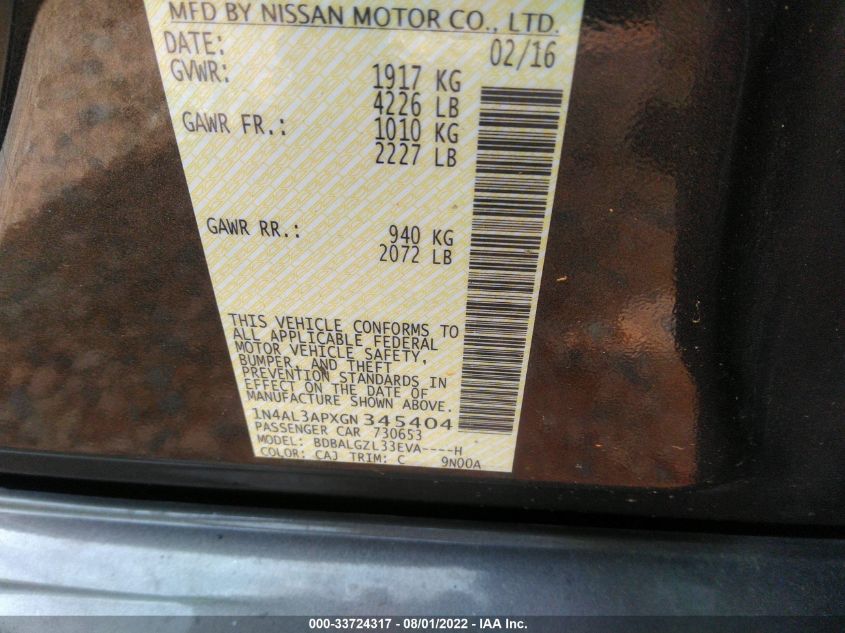 MFD BY NISSAN MOTOR CO., LTD.
DATE: 02/16
GVWR: 1917 KG
4226 LB
GAWR FR.: 1010 KG
2227 LB
GAWR RR.: 940 KG
2072 LB
THIS VEHICLE CONFORMS TO
ALL APPLICABLE FEDERAL
MOTOR VEHICLE SAFETY,
BUMPER, AND THEFT
PREVENTION STANDARDS IN
EFFECT ON THE DATE OF
MANUFACTURE SHOWN ABOVE.
1N4AL3APXGN345404
PASSENGER CAR 730653
MODEL: BDBALGZL33EVA----H
COLOR: CAJ TRIM: C 9N00A
000-33724317 - 08/01/2022 - IAA Inc.